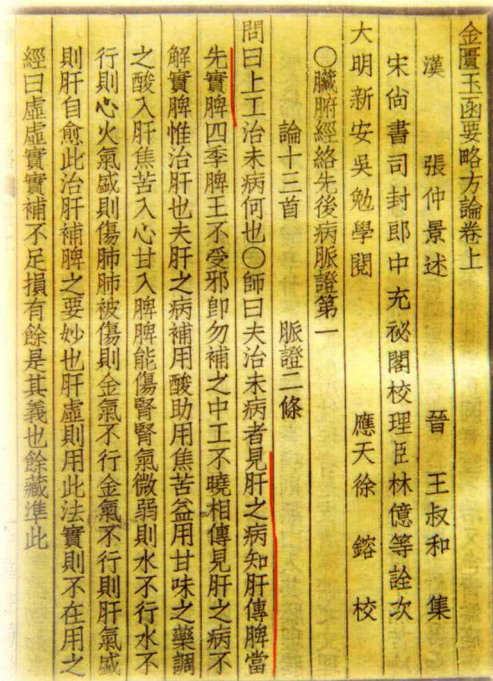 金匱玉函要略方論卷上
漢 張仲景述 晉 王叔和 集
宋尚書司封郎中充祕閣校理臣林億等詮次
大明新安吳勉學閱 應天徐 鎔 校
○臟腑經絡先後病脈證第一
論十三首 脈證二條
問曰上工治未病何也○師曰夫治未病者見肝之病知肝傳脾當
先實脾四季脾王不受邪卽勿補之中工不曉相傳見肝之病不
解實脾惟治肝也夫肝之病補用酸助用焦苦益用甘味之藥調
之酸入肝焦苦入心甘入脾脾能傷腎腎氣微弱則水不行水不
行則心火氣盛則傷肺肺被傷則金氣不行金氣不行則肝氣盛
則肝自愈此治肝補脾之要妙也肝虛則用此法實則不在用之
經曰虛虛實實補不足損有餘是其義也餘藏準此